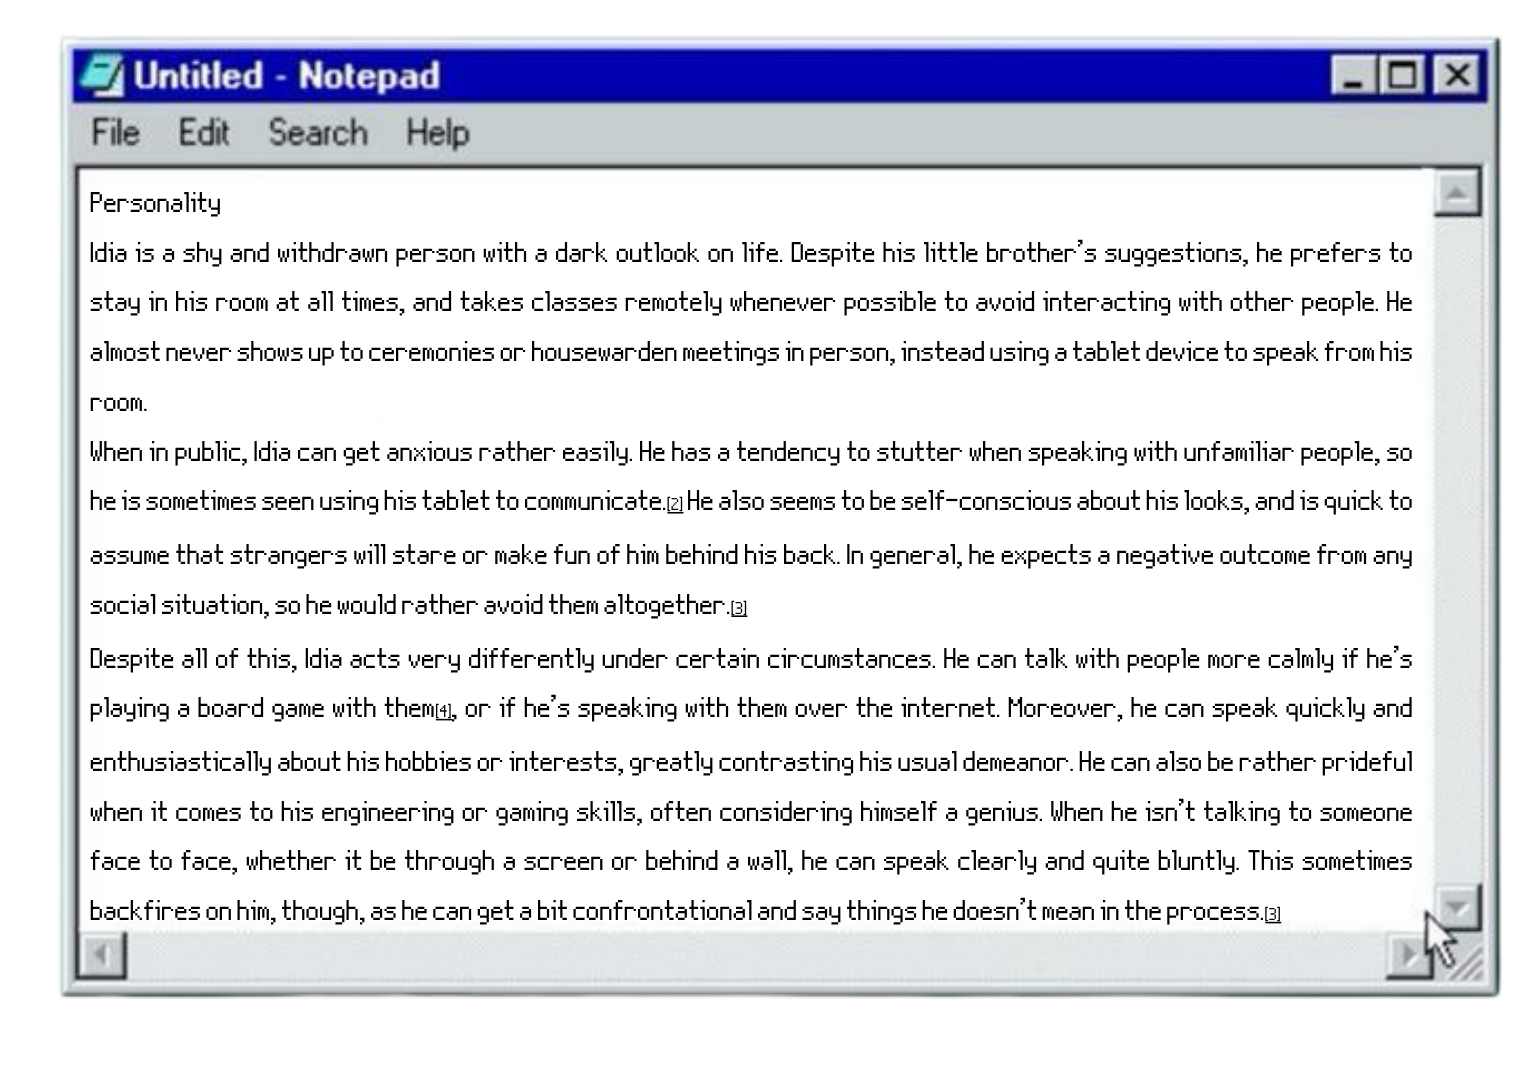 Untitled - Notepad
File Edit Search Help
Personality
Idia is a shy and withdrawn person with a dark outlook on life. Despite his little brother's suggestions, he prefers to
stay in his room at all times, and takes classes remotely whenever possible to avoid interacting with other people. He
almost never shows up to ceremonies or housewarden meetings in person, instead using a tablet device to speak from his
room.
When in public, Idia can get anxious rather easily. He has a tendency to stutter when speaking with unfamiliar people, so
he is sometimes seen using his tablet to communicate.[2] He also seems to be self-conscious about his looks, and is quick to
assume that strangers will stare or make fun of him behind his back. In general, he expects a negative outcome from any
social situation, so he would rather avoid them altogether.[3]
Despite all of this, Idia acts very differently under certain circumstances. He can talk with people more calmly if he's
playing a board game with them[4], or if he's speaking with them over the internet. Moreover, he can speak quickly and
enthusiastically about his hobbies or interests, greatly contrasting his usual demeanor. He can also be rather prideful
when it comes to his engineering or gaming skills, often considering himself a genius. When he isn't talking to someone
face to face, whether it be through a screen or behind a wall, he can speak clearly and quite bluntly. This sometimes
backfires on him, though, as he can get a bit confrontational and say things he doesn't mean in the process.[3]